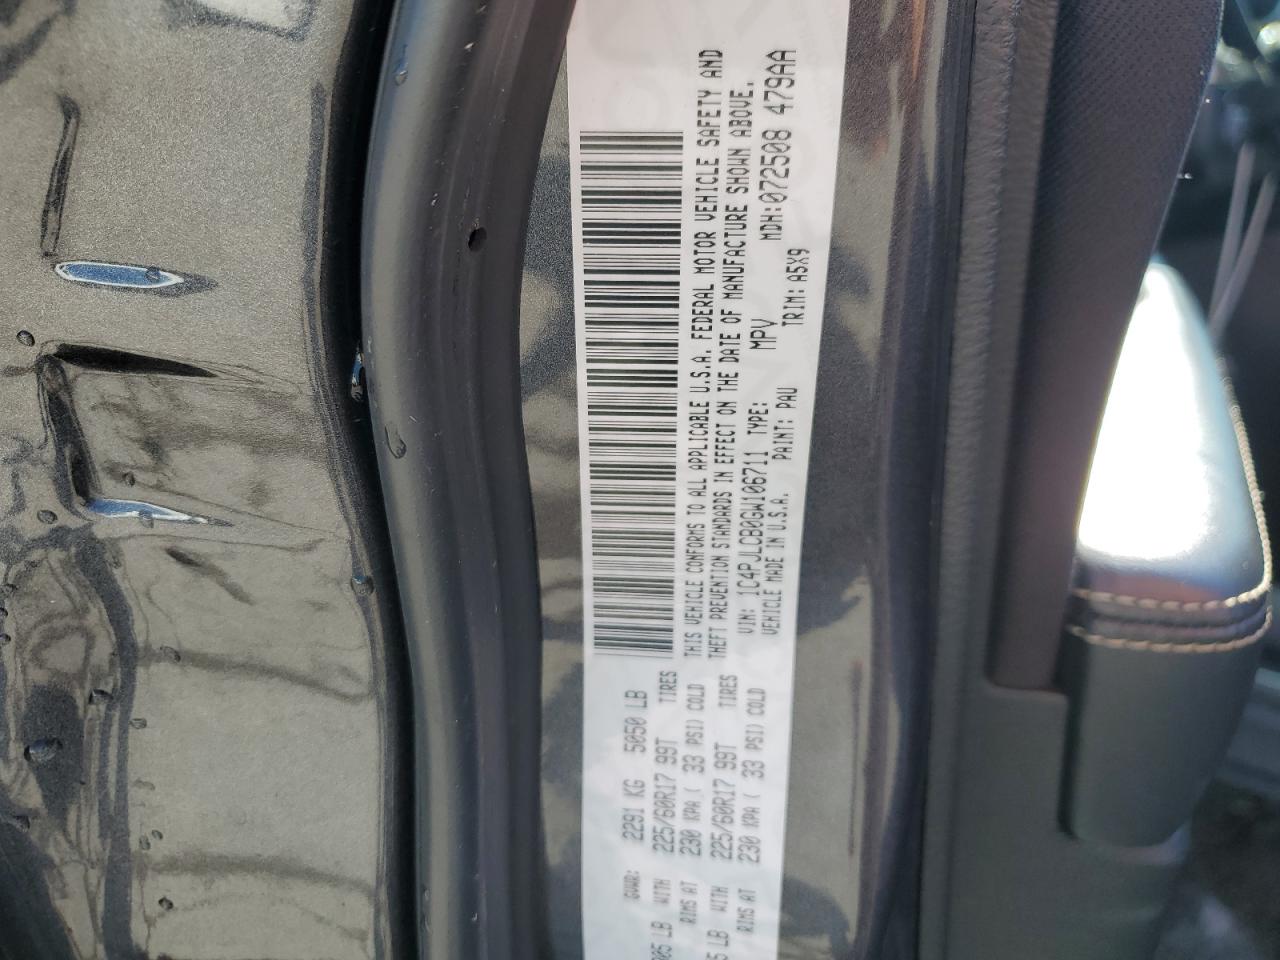 GVWR: 2291 KG 5050 LB
LB WITH 225/60R17 99T TIRES
RIMS AT 230 KPA ( 33 PSI) COLD
LB WITH 225/60R17 99T TIRES
RIMS AT 230 KPA ( 33 PSI) COLD
THIS VEHICLE CONFORMS TO ALL APPLICABLE U.S.A. FEDERAL MOTOR VEHICLE SAFETY AND
THEFT PREVENTION STANDARDS IN EFFECT ON THE DATE OF MANUFACTURE SHOWN ABOVE.
VIN: 1C4PJLCB0GW106711 TYPE: MPV MDH:072508 479AA
VEHICLE MADE IN U.S.A. PAINT: PAU TRIM: A5X9